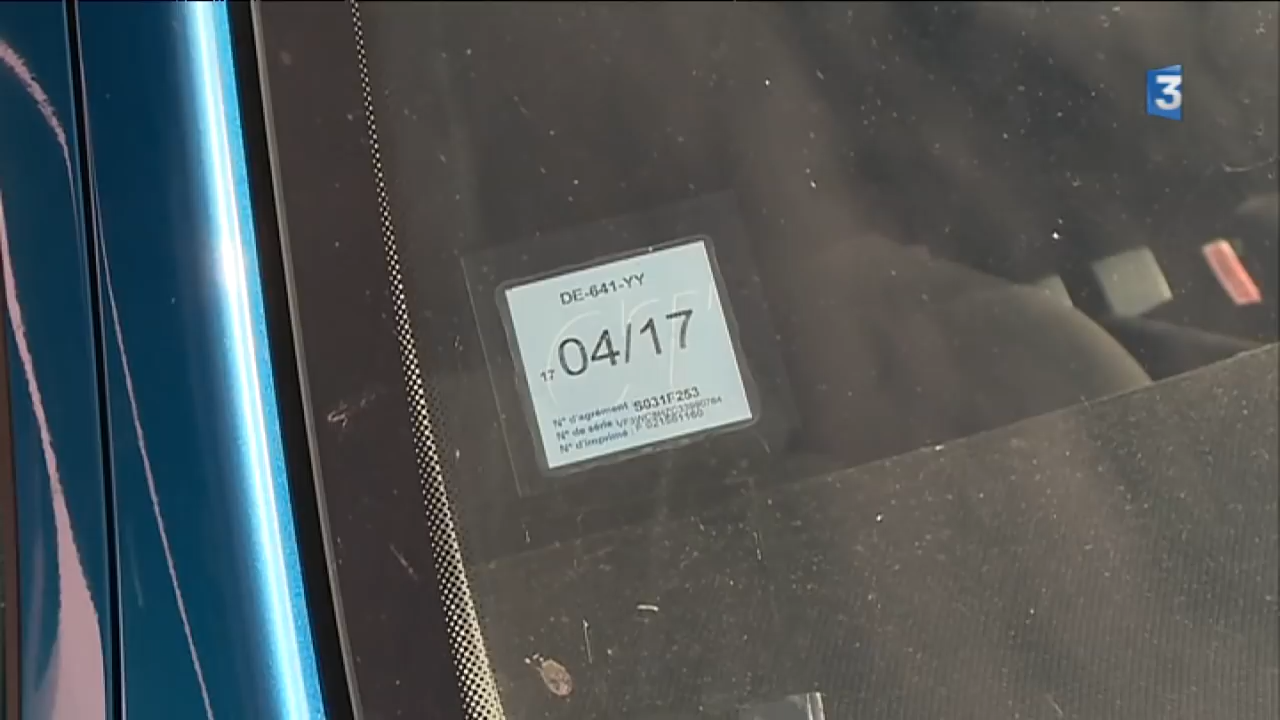 3
DE-641-YY
17 04/17
N° d'agrément S031F253
N° de série
N° d'imprimé :